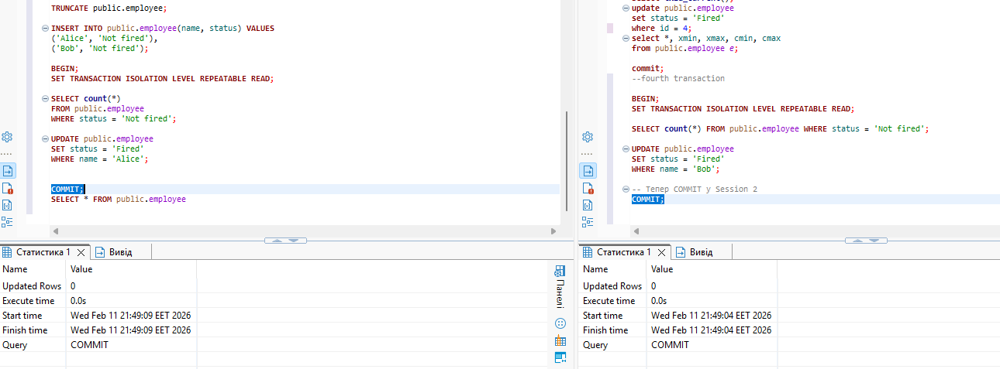 TRUNCATE public.employee;
INSERT INTO public.employee(name, status) VALUES
('Alice', 'Not fired'),
('Bob', 'Not fired');
BEGIN;
SET TRANSACTION ISOLATION LEVEL REPEATABLE READ;
SELECT count(*)
FROM public.employee
WHERE status = 'Not fired';
UPDATE public.employee
SET status = 'Fired'
WHERE name = 'Alice';
COMMIT;
SELECT * FROM public.employee
update public.employee
set status = 'Fired'
where id = 4;
select *, xmin, xmax, cmin, cmax
from public.employee e;
commit;
--fourth transaction
BEGIN;
SET TRANSACTION ISOLATION LEVEL REPEATABLE READ;
SELECT count(*) FROM public.employee WHERE status = 'Not fired';
UPDATE public.employee
SET status = 'Fired'
WHERE name = 'Bob';
-- Тепер COMMIT у Session 2
COMMIT;
Статистика 1 Вивід
Name Value
Updated Rows 0
Execute time 0.0s
Start time Wed Feb 11 21:49:09 EET 2026
Finish time Wed Feb 11 21:49:09 EET 2026
Query COMMIT
Панелі
Статистика 1 Вивід
Name Value
Updated Rows 0
Execute time 0.0s
Start time Wed Feb 11 21:49:04 EET 2026
Finish time Wed Feb 11 21:49:04 EET 2026
Query COMMIT